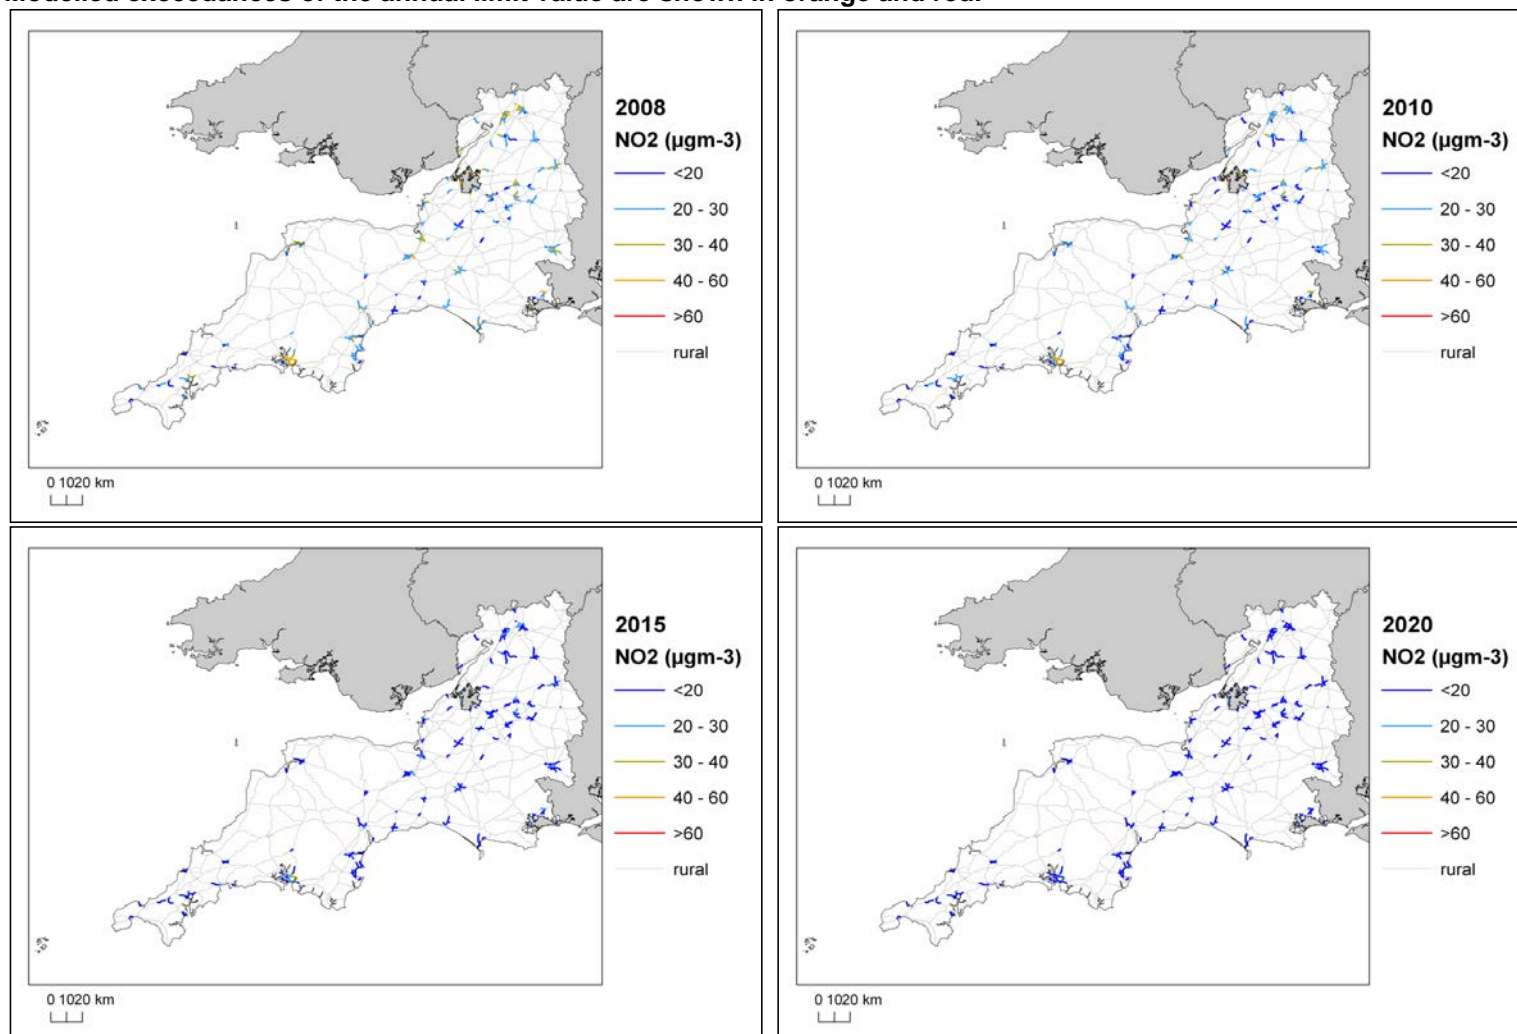 modelled exceedances of the annual limit value are shown in orange and red.
2008
NO2 (µgm-3)
<20
20 - 30
30 - 40
40 - 60
>60
rural
0 1020 km
2010
NO2 (µgm-3)
<20
20 - 30
30 - 40
40 - 60
>60
rural
0 1020 km
2015
NO2 (µgm-3)
<20
20 - 30
30 - 40
40 - 60
>60
rural
0 1020 km
2020
NO2 (µgm-3)
<20
20 - 30
30 - 40
40 - 60
>60
rural
0 1020 km